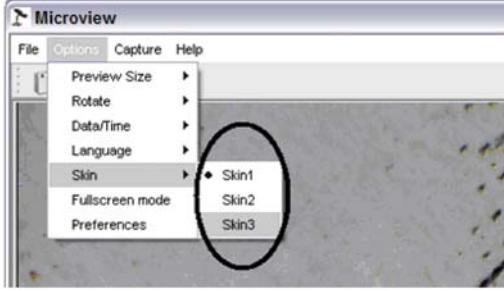 Microview
File Options Capture Help
Preview Size
Rotate
Data/Time
Language
Skin
Skin1
Fullscreen mode
Skin2
Preferences
Skin3